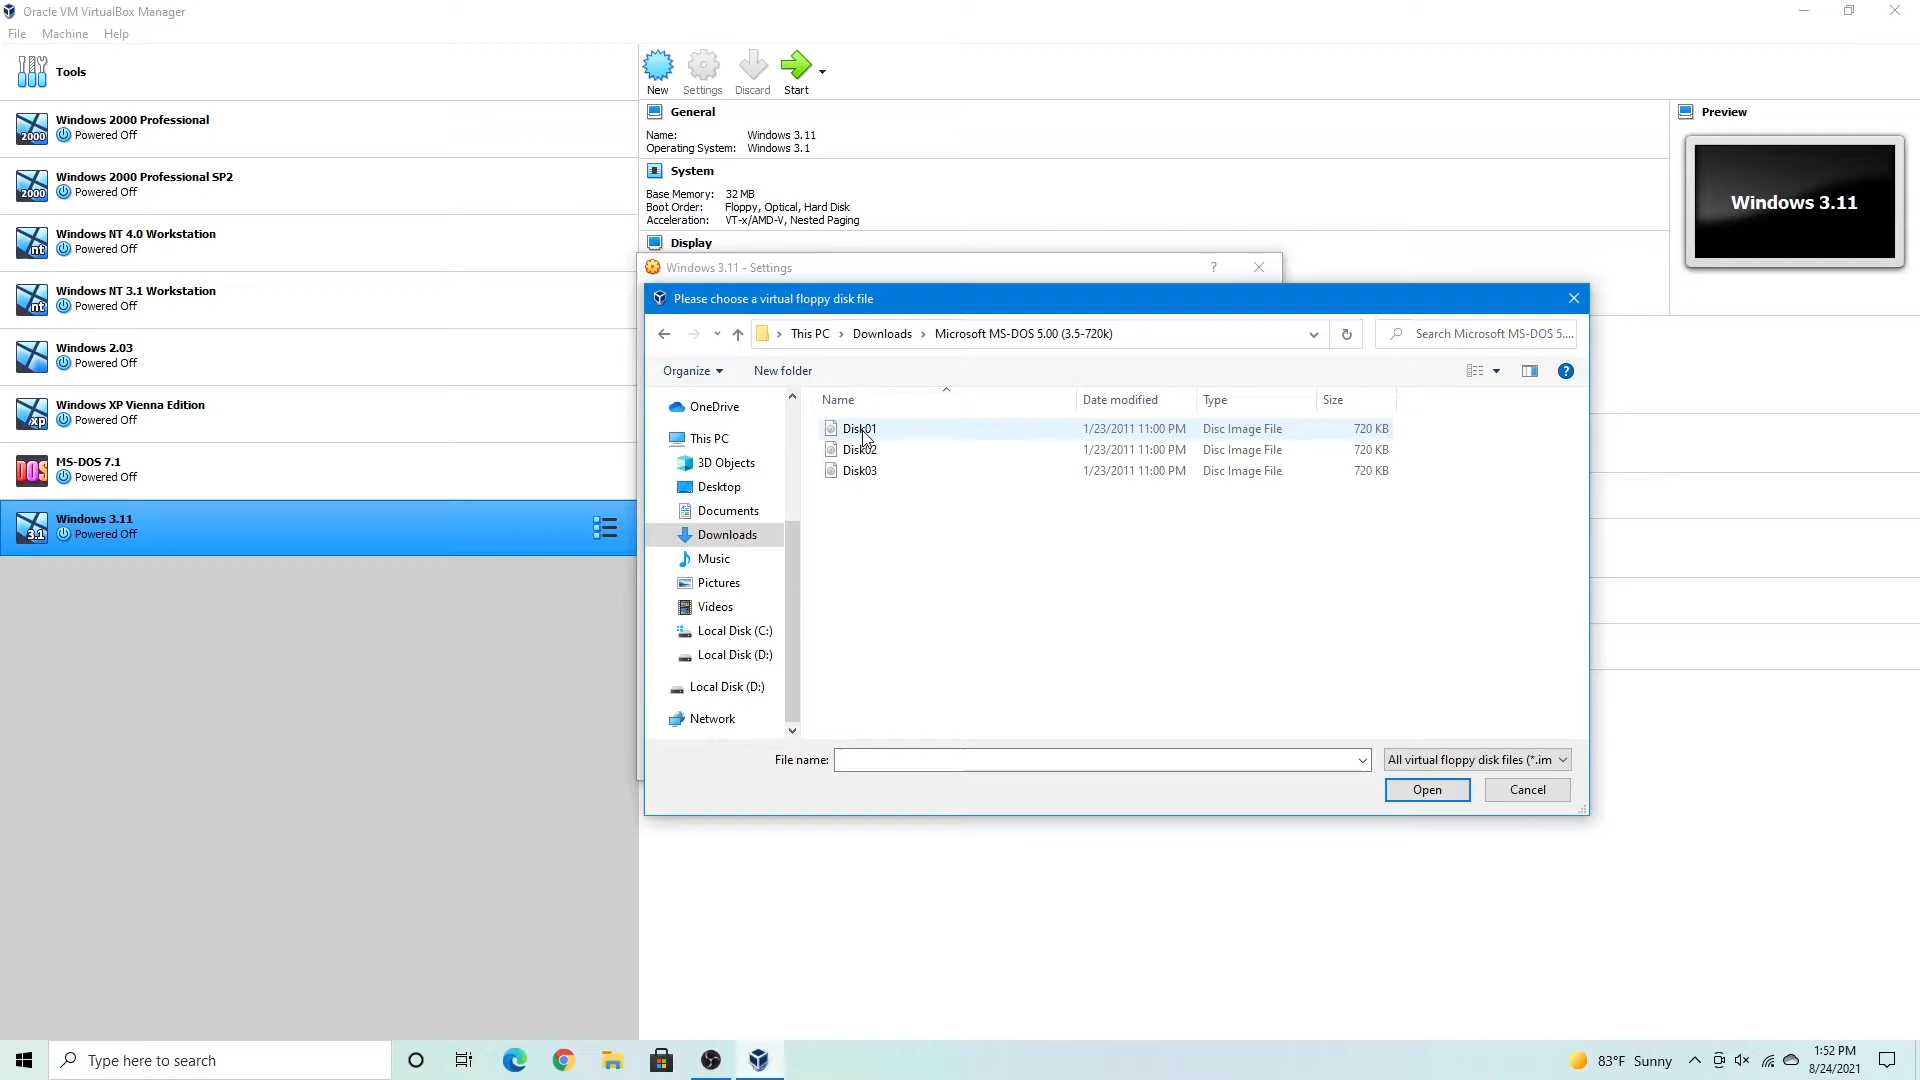 Oracle VM VirtualBox Manager
File Machine Help
Tools
New Settings Discard Start
General
Name: Windows 3.11
Operating System: Windows 3.1
System
Base Memory: 32 MB
Boot Order: Floppy, Optical, Hard Disk
Acceleration: VT-x/AMD-V, Nested Paging
Display
Preview
Windows 3.11
2000
Windows 2000 Professional
Powered Off
2000
Windows 2000 Professional SP2
Powered Off
nt
Windows NT 4.0 Workstation
Powered Off
nt
Windows NT 3.1 Workstation
Powered Off
Windows 2.03
Powered Off
xp
Windows XP Vienna Edition
Powered Off
DOS
MS-DOS 7.1
Powered Off
3.1
Windows 3.11
Powered Off
Windows 3.11 - Settings
?
Please choose a virtual floppy disk file
This PC › Downloads › Microsoft MS-DOS 5.00 (3.5-720k)
Search Microsoft MS-DOS 5....
Organize New folder
?
OneDrive
This PC
3D Objects
Desktop
Documents
Downloads
Music
Pictures
Videos
Local Disk (C:)
Local Disk (D:)
Local Disk (D:)
Network
Name Date modified Type Size
Disk01 1/23/2011 11:00 PM Disc Image File 720 KB
Disk02 1/23/2011 11:00 PM Disc Image File 720 KB
Disk03 1/23/2011 11:00 PM Disc Image File 720 KB
File name: All virtual floppy disk files (*.im
Open Cancel
Type here to search
83°F Sunny
1:52 PM
8/24/2021